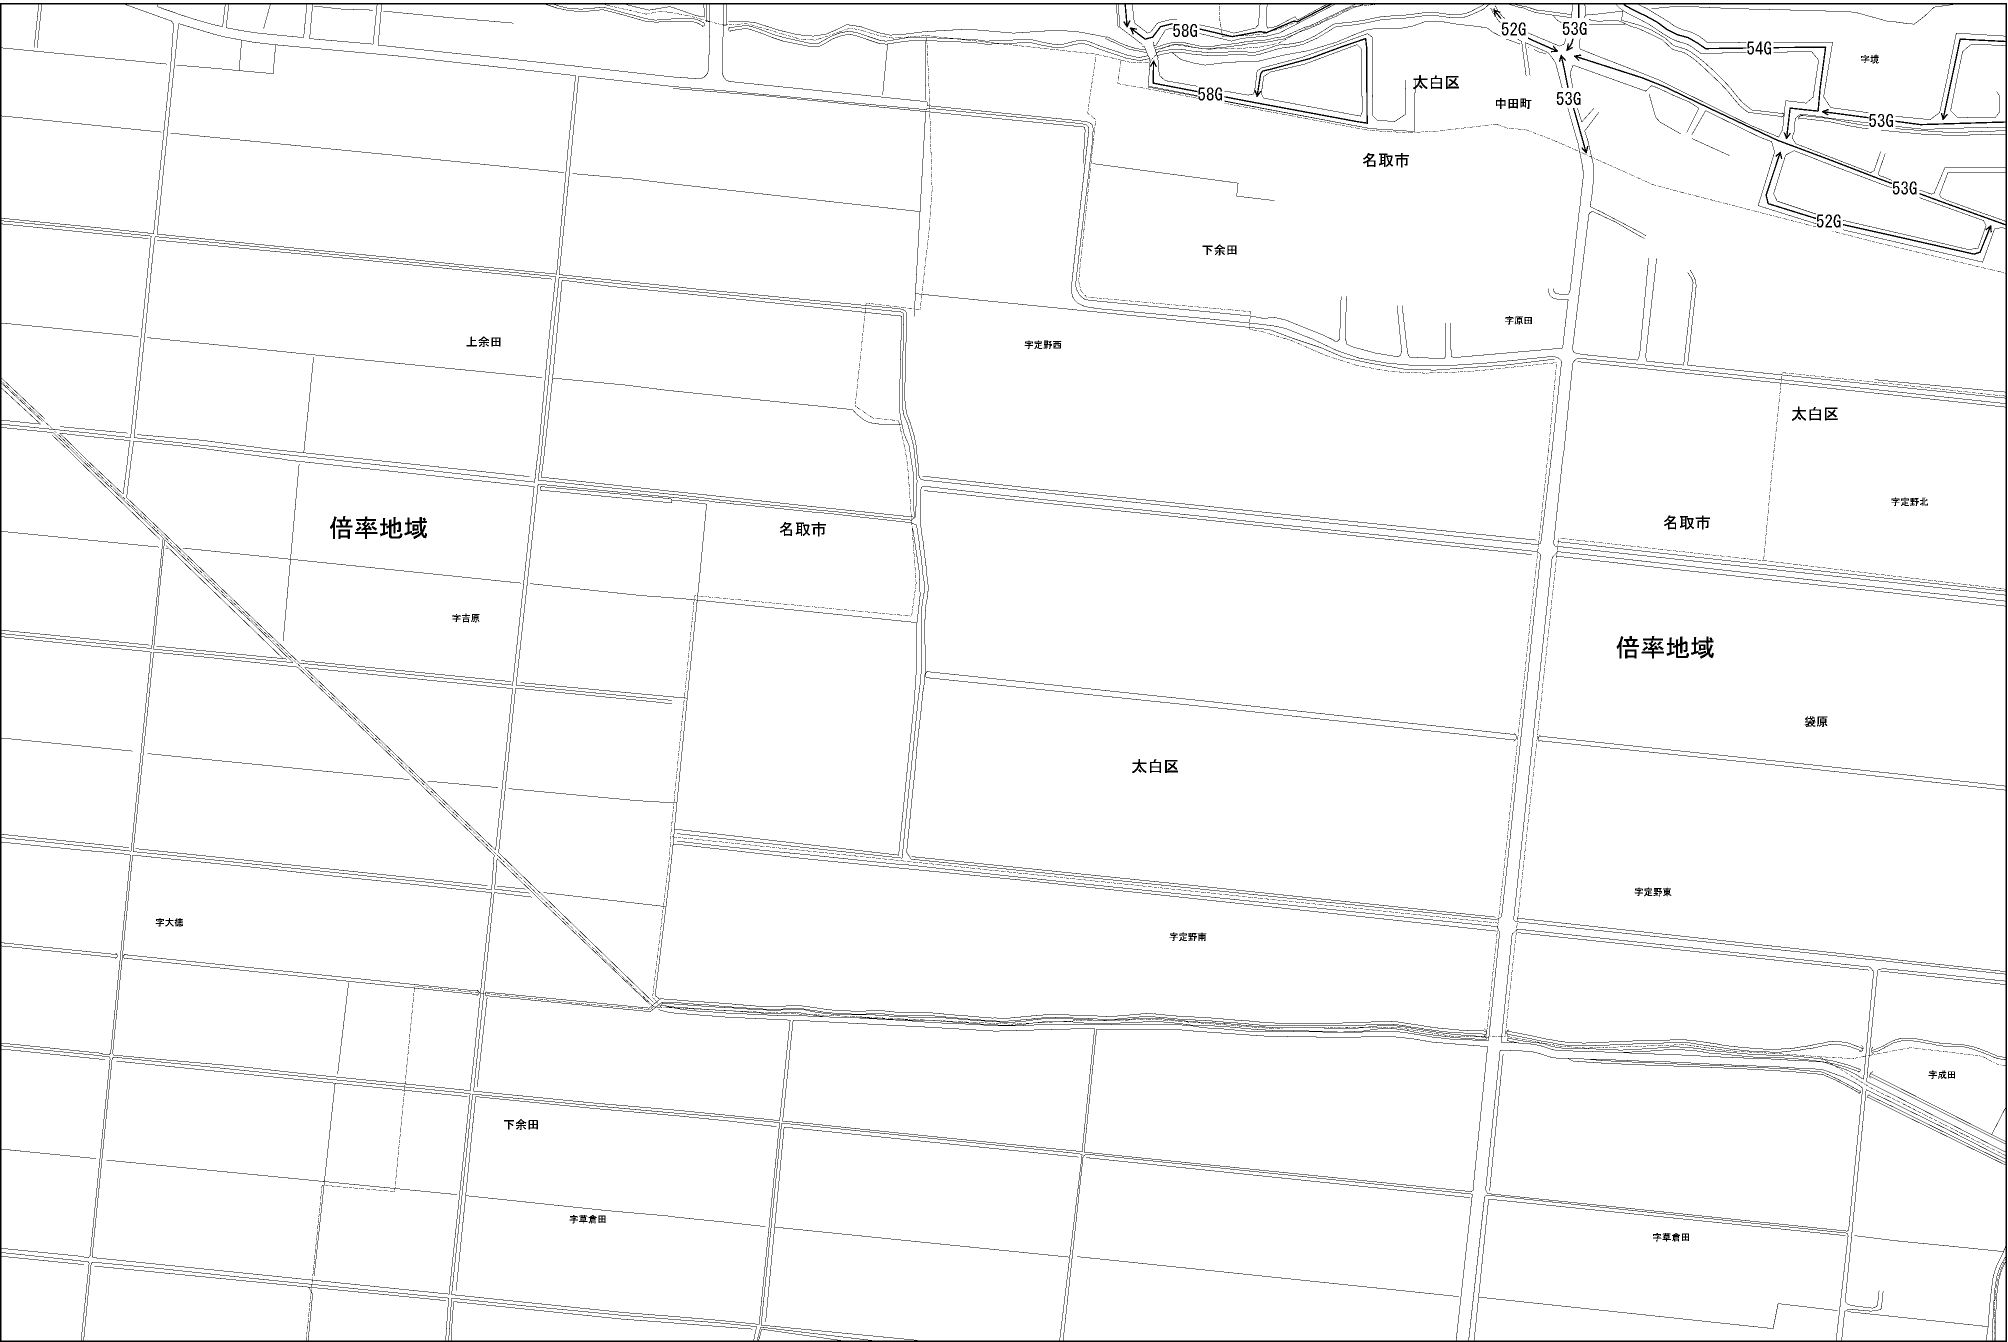 58G
52G
53G
54G
字境
太白区
58G
中田町
53G
53G
名取市
53G
52G
下余田
字原田
上余田
字定野西
太白区
字定野北
倍率地域
名取市
名取市
字吉原
倍率地域
袋原
太白区
字定野東
字大徳
字定野南
字成田
下余田
字草倉田
字草倉田